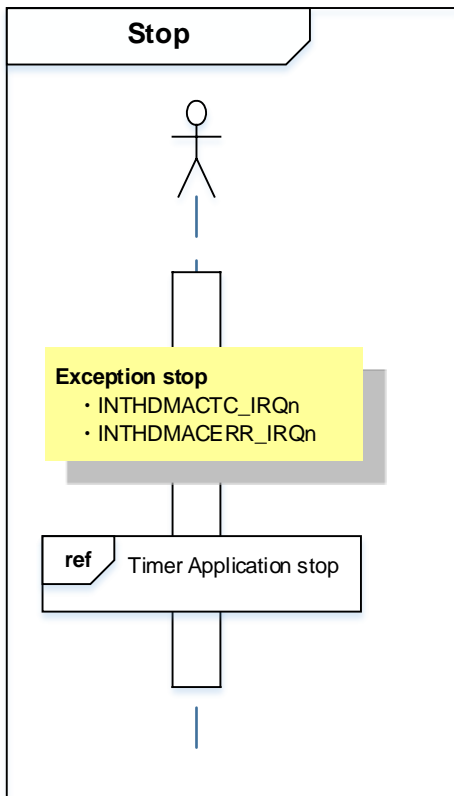 Stop
Exception stop
・INTHDMACTC_IRQn
・INTHDMACERR_IRQn
ref
Timer Application stop